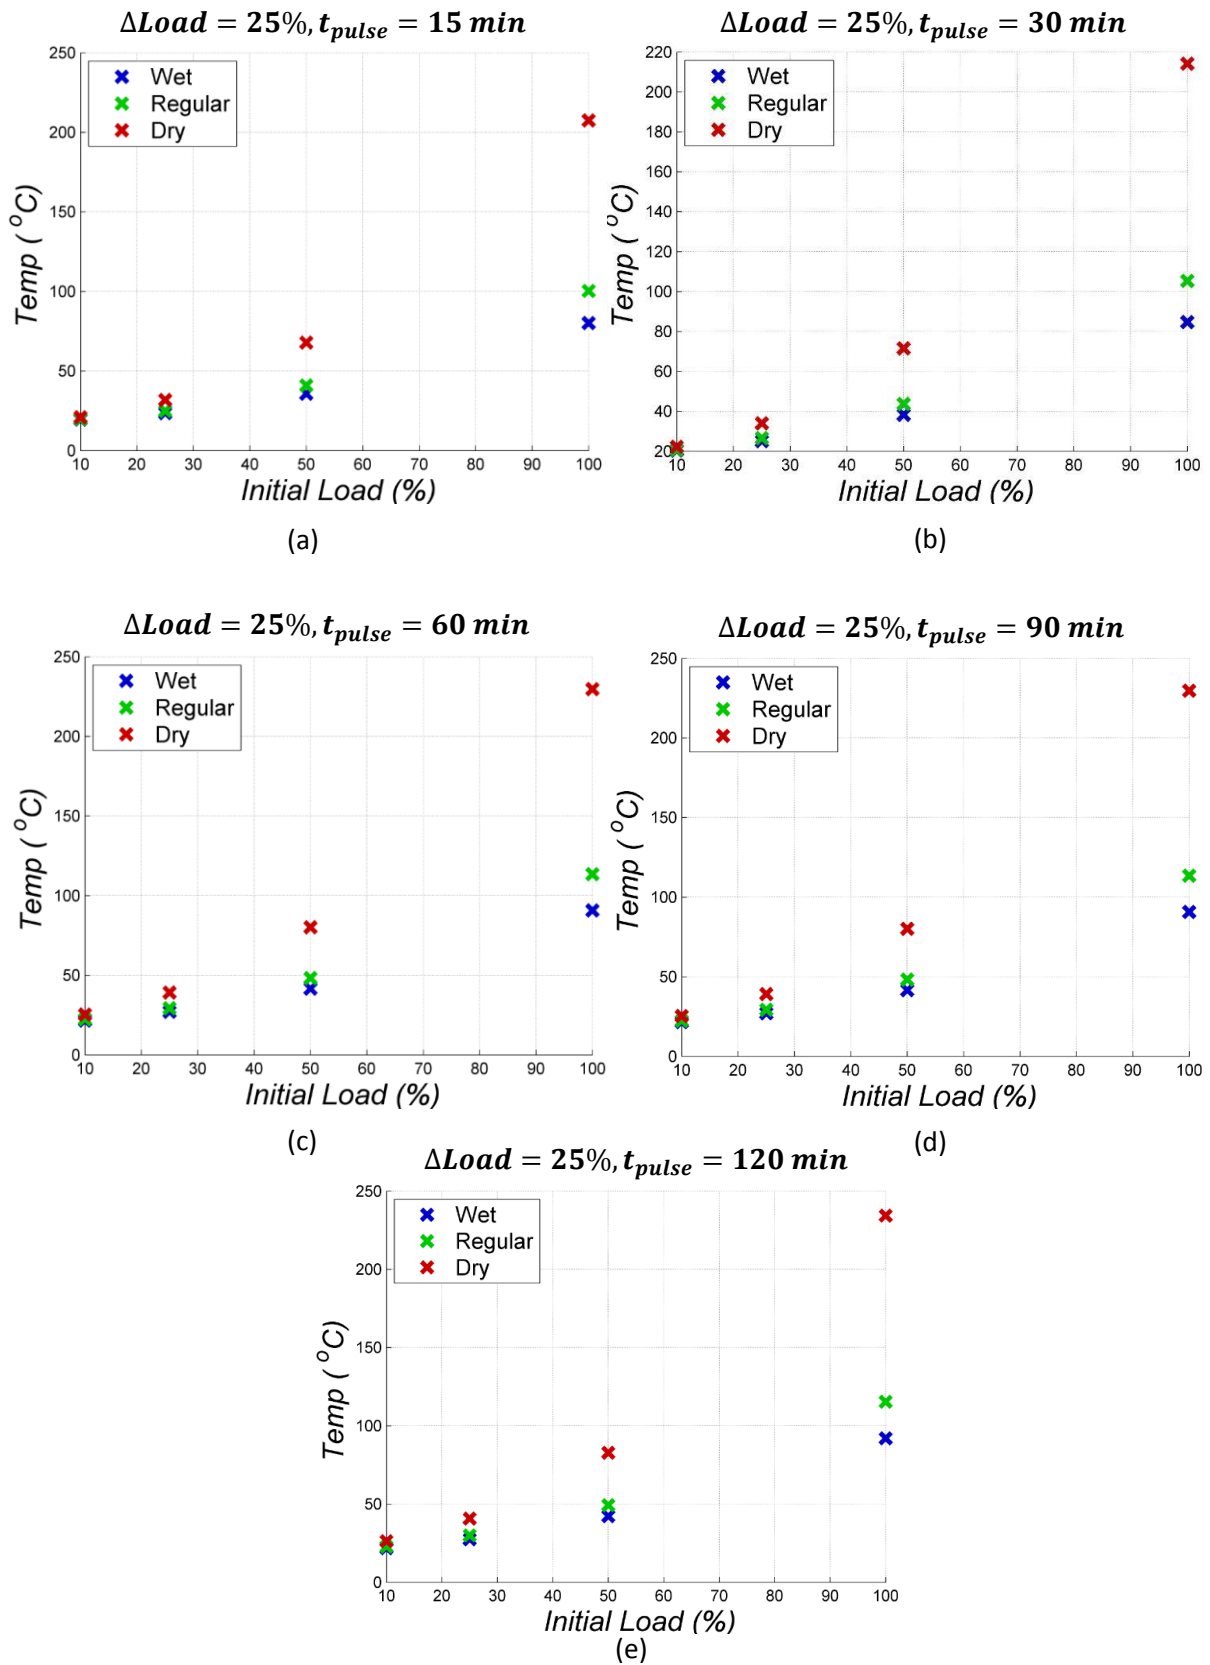 ΔLoad = 25%, t_pulse = 15 min
250
Wet
Regular
Dry
200
150
100
50
0
Temp (°C)
10 20 30 40 50 60 70 80 90 100
Initial Load (%)
(a)
ΔLoad = 25%, t_pulse = 30 min
220
Wet
Regular
Dry
200
180
160
140
120
100
80
60
40
20
Temp (°C)
10 20 30 40 50 60 70 80 90 100
Initial Load (%)
(b)
ΔLoad = 25%, t_pulse = 60 min
250
Wet
Regular
Dry
200
150
100
50
0
Temp (°C)
10 20 30 40 50 60 70 80 90 100
Initial Load (%)
(c)
ΔLoad = 25%, t_pulse = 90 min
250
Wet
Regular
Dry
200
150
100
50
0
Temp (°C)
10 20 30 40 50 60 70 80 90 100
Initial Load (%)
(d)
ΔLoad = 25%, t_pulse = 120 min
250
Wet
Regular
Dry
200
150
100
50
0
Temp (°C)
10 20 30 40 50 60 70 80 90 100
Initial Load (%)
(e)